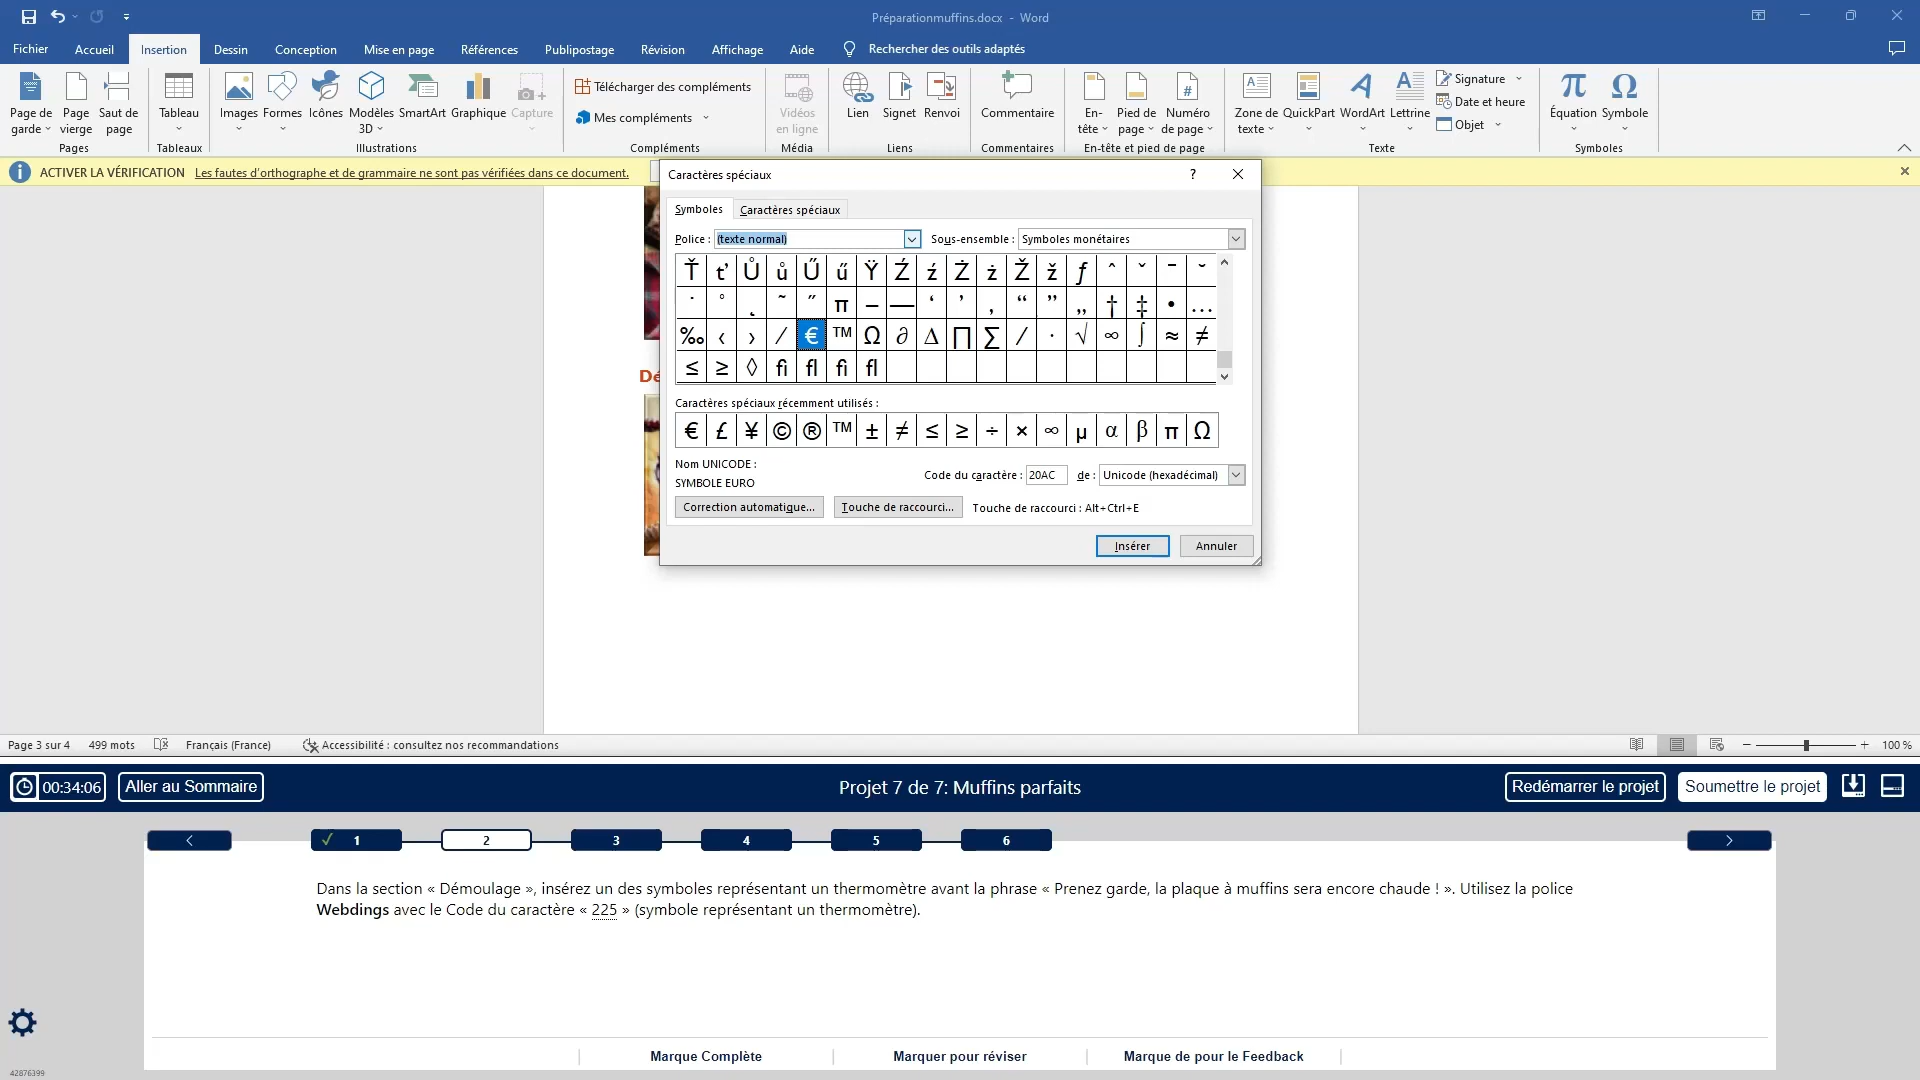 Préparationmuffins.docx - Word
Fichier Accueil Insertion Dessin Conception Mise en page Références Publipostage Révision Affichage Aide Rechercher des outils adaptés
Page de garde Page vierge Saut de page
Tableau
Images Formes Icônes Modèles 3D SmartArt Graphique Capture
Télécharger des compléments
Mes compléments
Vidéos en ligne
Lien Signet Renvoi
Commentaire
En-tête Pied de page Numéro de page
Zone de texte QuickPart WordArt Lettrine
Signature
Date et heure
Objet
Équation Symbole
Pages Tableaux Illustrations Compléments Média Liens Commentaires En-tête et pied de page Texte Symboles
ACTIVER LA VÉRIFICATION Les fautes d'orthographe et de grammaire ne sont pas vérifiées dans ce document.
Dé
Caractères spéciaux ?
Symboles Caractères spéciaux
Police : (texte normal) Sous-ensemble : Symboles monétaires
Ť ť Ů ů Ű ű Ÿ Ź ź Ż ż Ž ž ƒ ˆ ˇ ˉ ˘
˙ ˚ ˛ ˜ ˝ π – — ‘ ’ ‚ “ ” „ † ‡ • …
‰ ‹ › ⁄ € ™ Ω ∂ ∆ ∏ ∑ ∕ ∙ √ ∞ ∫ ≈ ≠
≤ ≥ ◊ fi fl fi fl
Caractères spéciaux récemment utilisés :
€ £ ¥ © ® ™ ± ≠ ≤ ≥ ÷ × ∞ µ α β π Ω
Nom UNICODE :
SYMBOLE EURO
Code du caractère : 20AC de : Unicode (hexadécimal)
Correction automatique... Touche de raccourci... Touche de raccourci : Alt+Ctrl+E
Insérer Annuler
Page 3 sur 4 499 mots Français (France) Accessibilité : consultez nos recommandations 100 %
00:34:06 Aller au Sommaire Projet 7 de 7: Muffins parfaits Redémarrer le projet Soumettre le projet
1 2 3 4 5 6
Dans la section « Démoulage », insérez un des symboles représentant un thermomètre avant la phrase « Prenez garde, la plaque à muffins sera encore chaude ! ». Utilisez la police
Webdings avec le Code du caractère « 225 » (symbole représentant un thermomètre).
Marque Complète Marquer pour réviser Marque de pour le Feedback
42876399